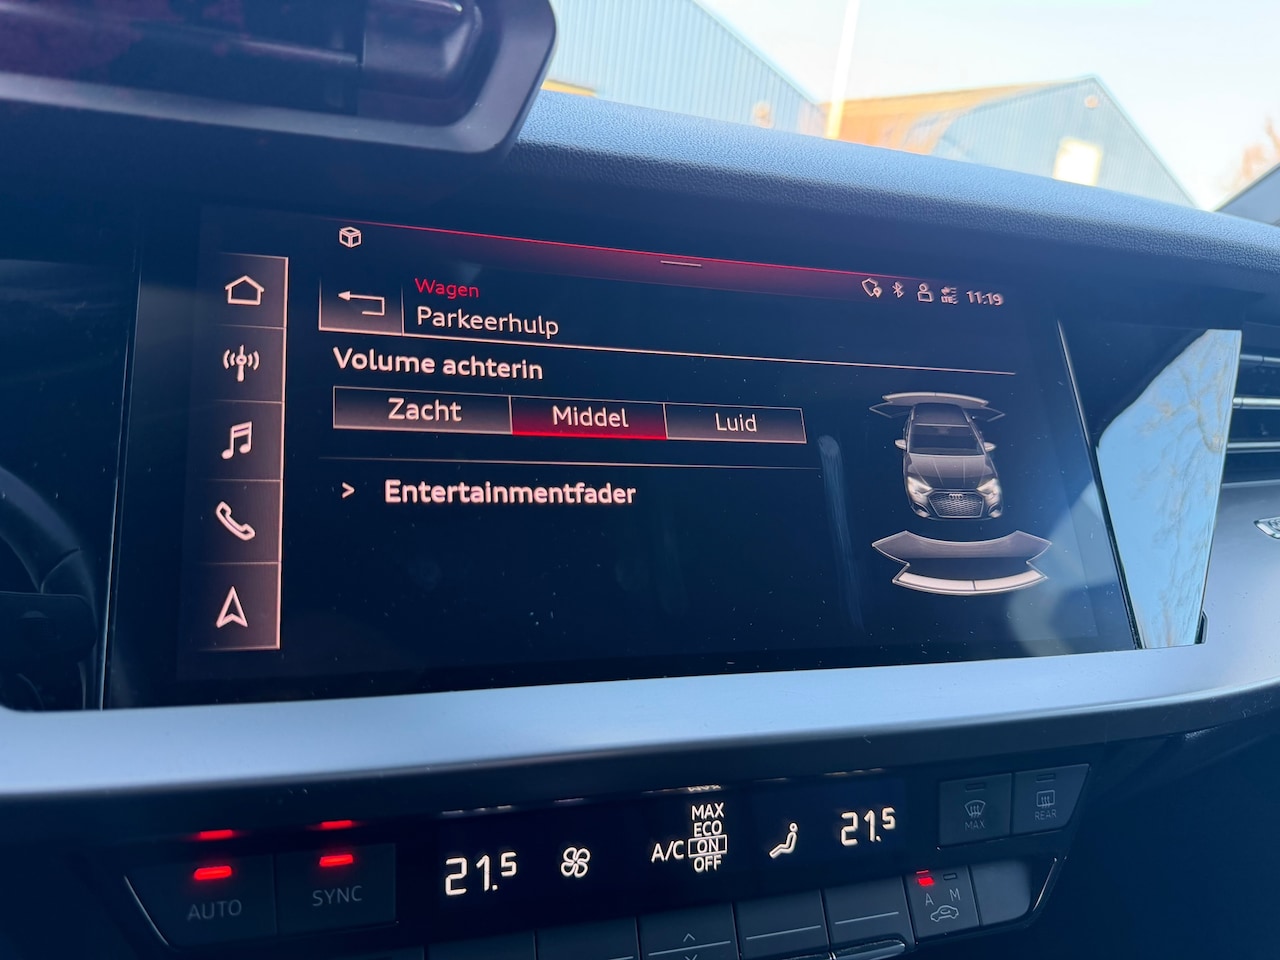 Wagen
Parkeerhulp
LTE
11:19
Volume achterin
Zacht Middel Luid
> Entertainmentfader
AUTO
SYNC
21.5
A/C
MAX
ECO
ON
OFF
21.5
MAX
REAR
A M